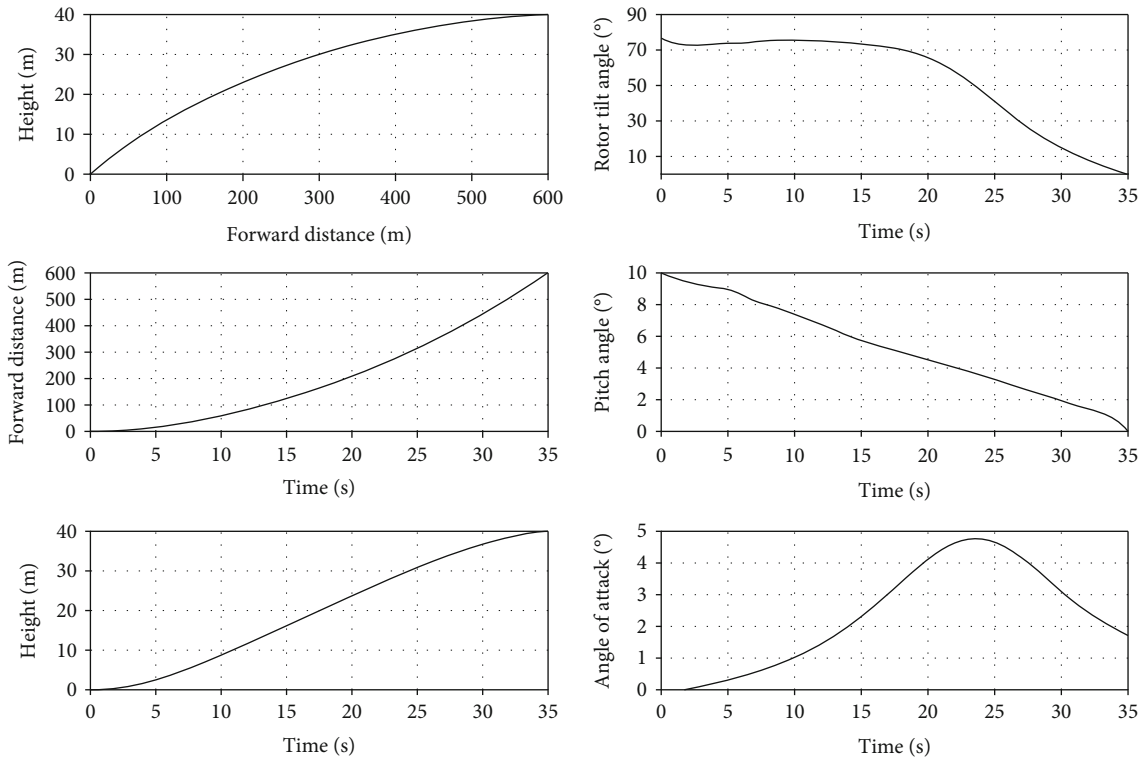 40
30
20
10
0
Height (m)
0 100 200 300 400 500 600
Forward distance (m)
90
70
50
30
10
Rotor tilt angle (°)
0 5 10 15 20 25 30 35
Time (s)
600
500
400
300
200
100
0
Forward distance (m)
0 5 10 15 20 25 30 35
Time (s)
10
8
6
4
2
0
Pitch angle (°)
0 5 10 15 20 25 30 35
Time (s)
40
30
20
10
0
Height (m)
0 5 10 15 20 25 30 35
Time (s)
5
4
3
2
1
0
Angle of attack (°)
0 5 10 15 20 25 30 35
Time (s)